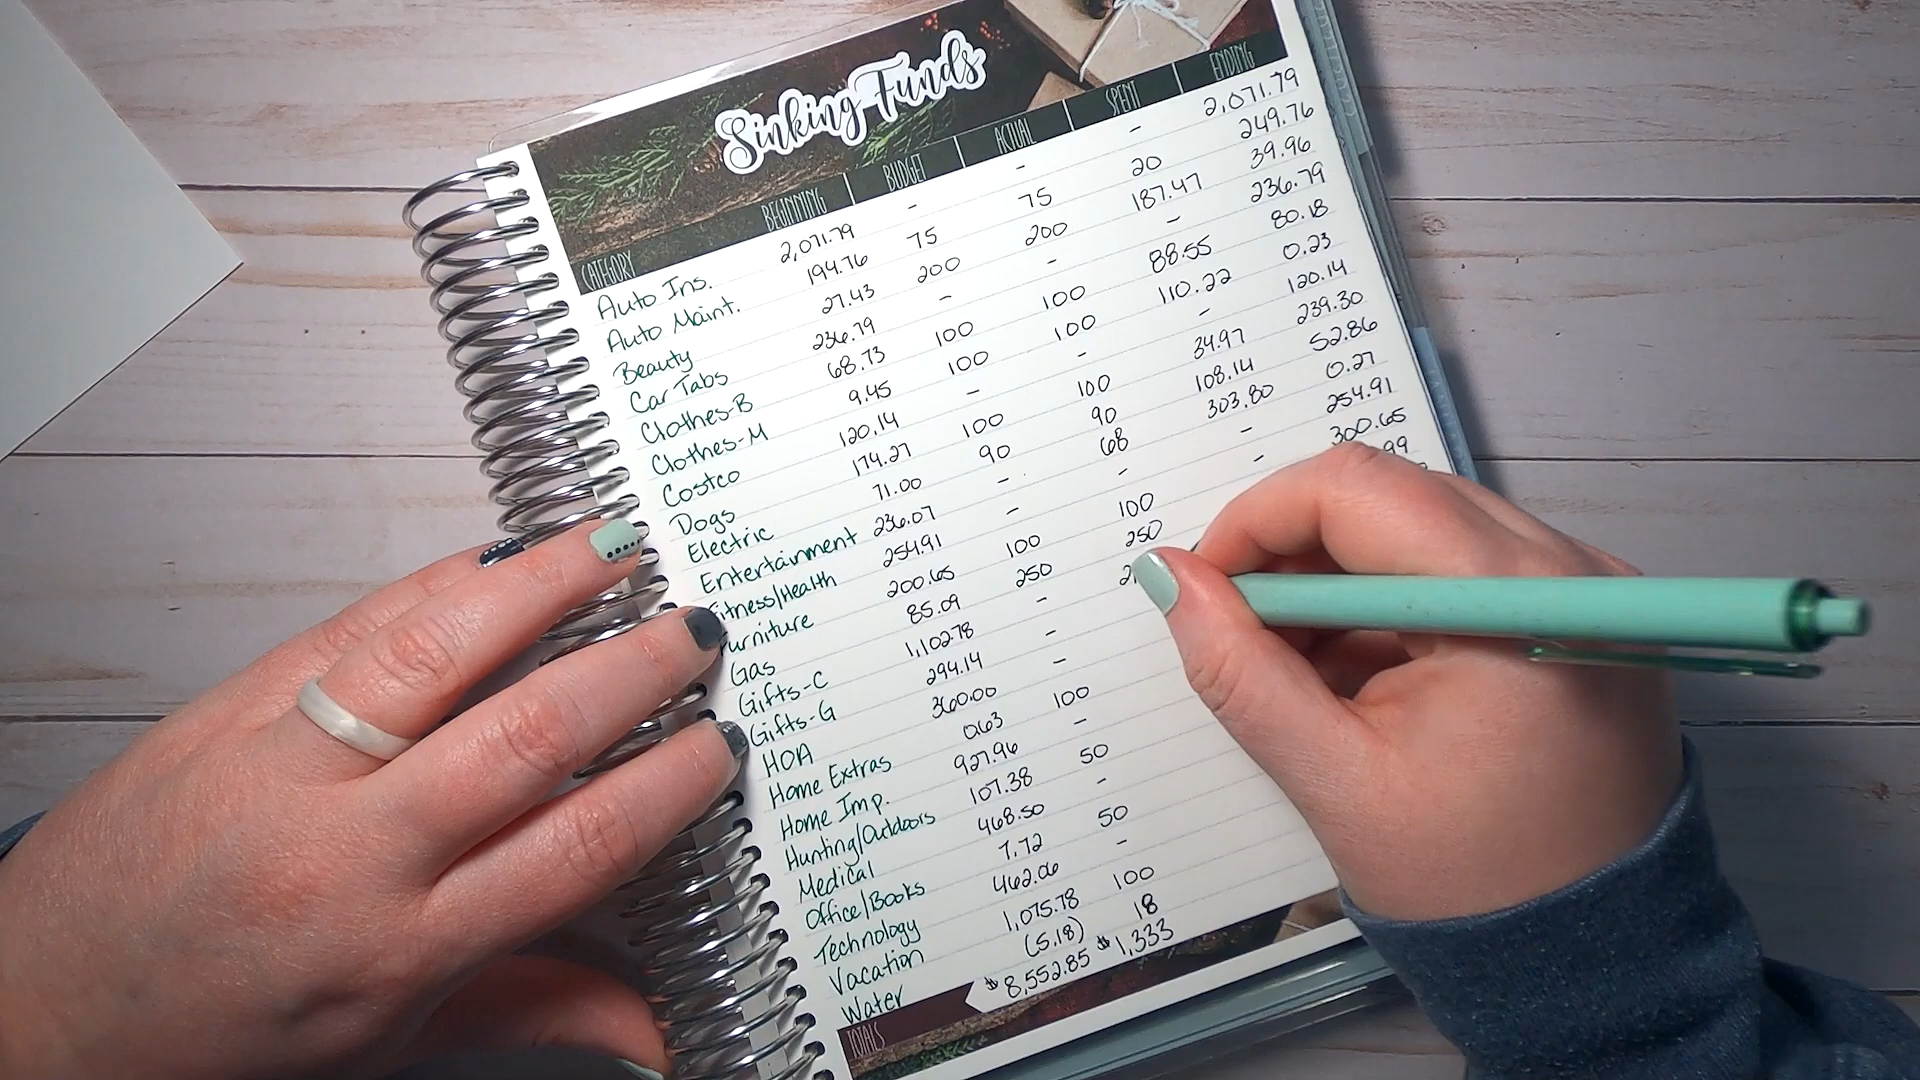 Sinking Funds
CATEGORY BEGINNING BUDGET ACTUAL SPENT ENDING
Auto Ins. 2,071.79 - - - 2,071.79
Auto Maint. 194.76 75 75 20 249.76
Beauty 27.43 200 200 187.47 39.96
Car Tabs 236.79 - - - 236.79
Clothes-B 68.73 100 100 88.55 80.18
Clothes-M 9.45 100 100 110.22 0.23
Costco 120.14 - - - 120.14
Dogs 174.27 100 100 34.97 239.30
Electric 71.00 90 90 108.14 52.86
Entertainment 236.07 - 68 303.80 0.27
Fitness/Health 254.91 - - - 254.91
Furniture 200.65 100 100 - 300.65
Gas 85.09 250 250 99
Gifts-C 1,102.78 -
Gifts-G 294.14 -
HOA 360.00 -
Home Extras 0.63 100
Home Imp. 927.96 -
Hunting/Outdoors 107.38 50
Medical 468.50 -
Office/Books 7.72 50
Technology 462.06 -
Vacation 1,075.78 100
Water (5.18) 18
TOTALS $8,552.85 $1,333